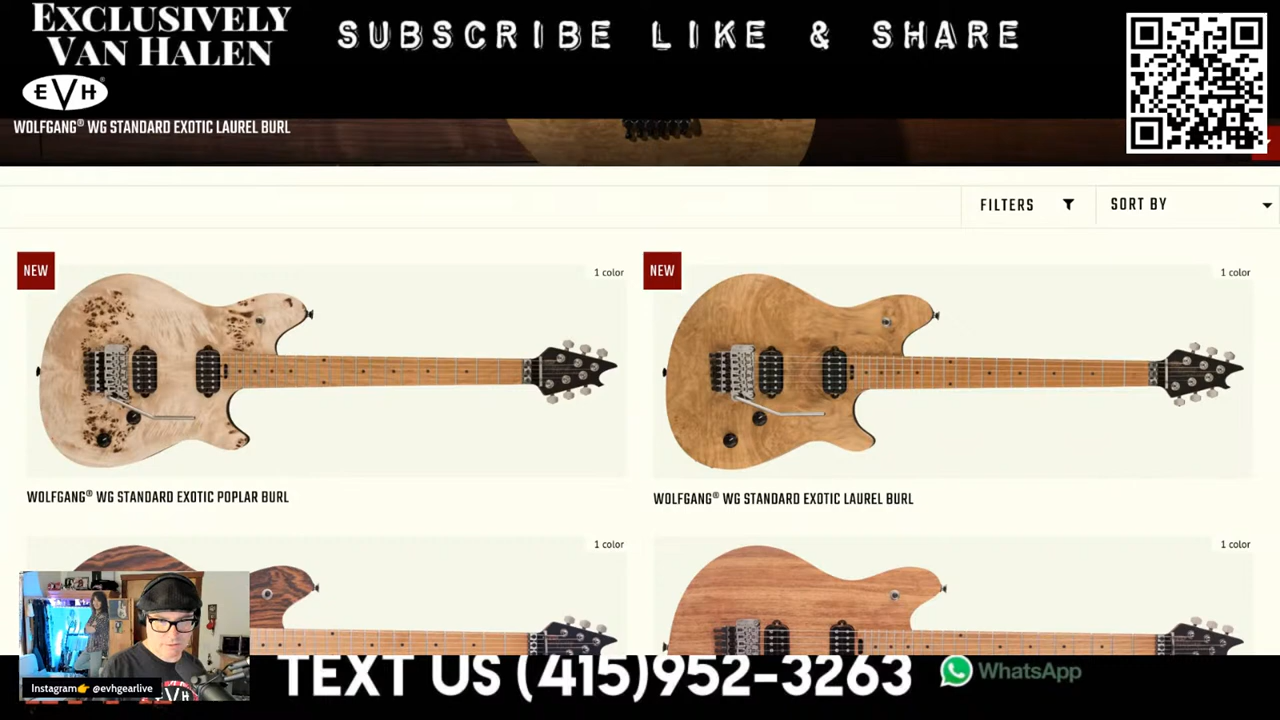 EXCLUSIVELY
VAN HALEN
SUBSCRIBE LIKE & SHARE
EVH®
WOLFGANG® WG STANDARD EXOTIC LAUREL BURL
FILTERS
SORT BY
NEW
1 color
NEW
1 color
WOLFGANG® WG STANDARD EXOTIC POPLAR BURL
WOLFGANG® WG STANDARD EXOTIC LAUREL BURL
1 color
1 color
Instagram👉 @evhgearlive
EVH
TEXT US (415)952-3263
WhatsApp